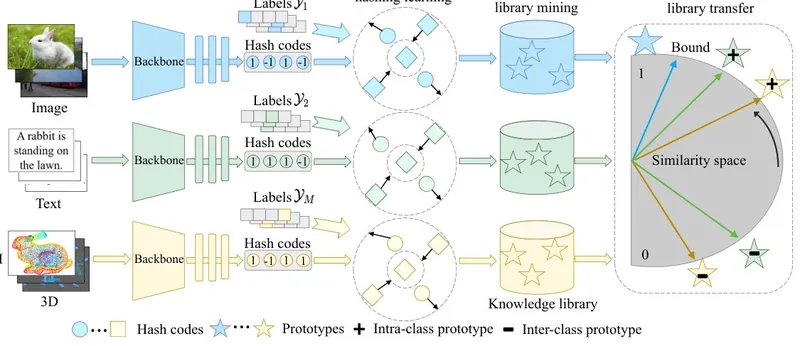 Labels 𝒴₁
hashing learning
library mining
library transfer
Backbone
Hash codes
1 -1 1 -1
Image
Bound
1
Labels 𝒴₂
A rabbit is
standing on
the lawn.
Backbone
Hash codes
1 1 1 -1
Similarity space
Text
Labels 𝒴M
Backbone
Hash codes
1 -1 1 1
0
3D
Knowledge library
Hash codes
Prototypes
+ Intra-class prototype
- Inter-class prototype